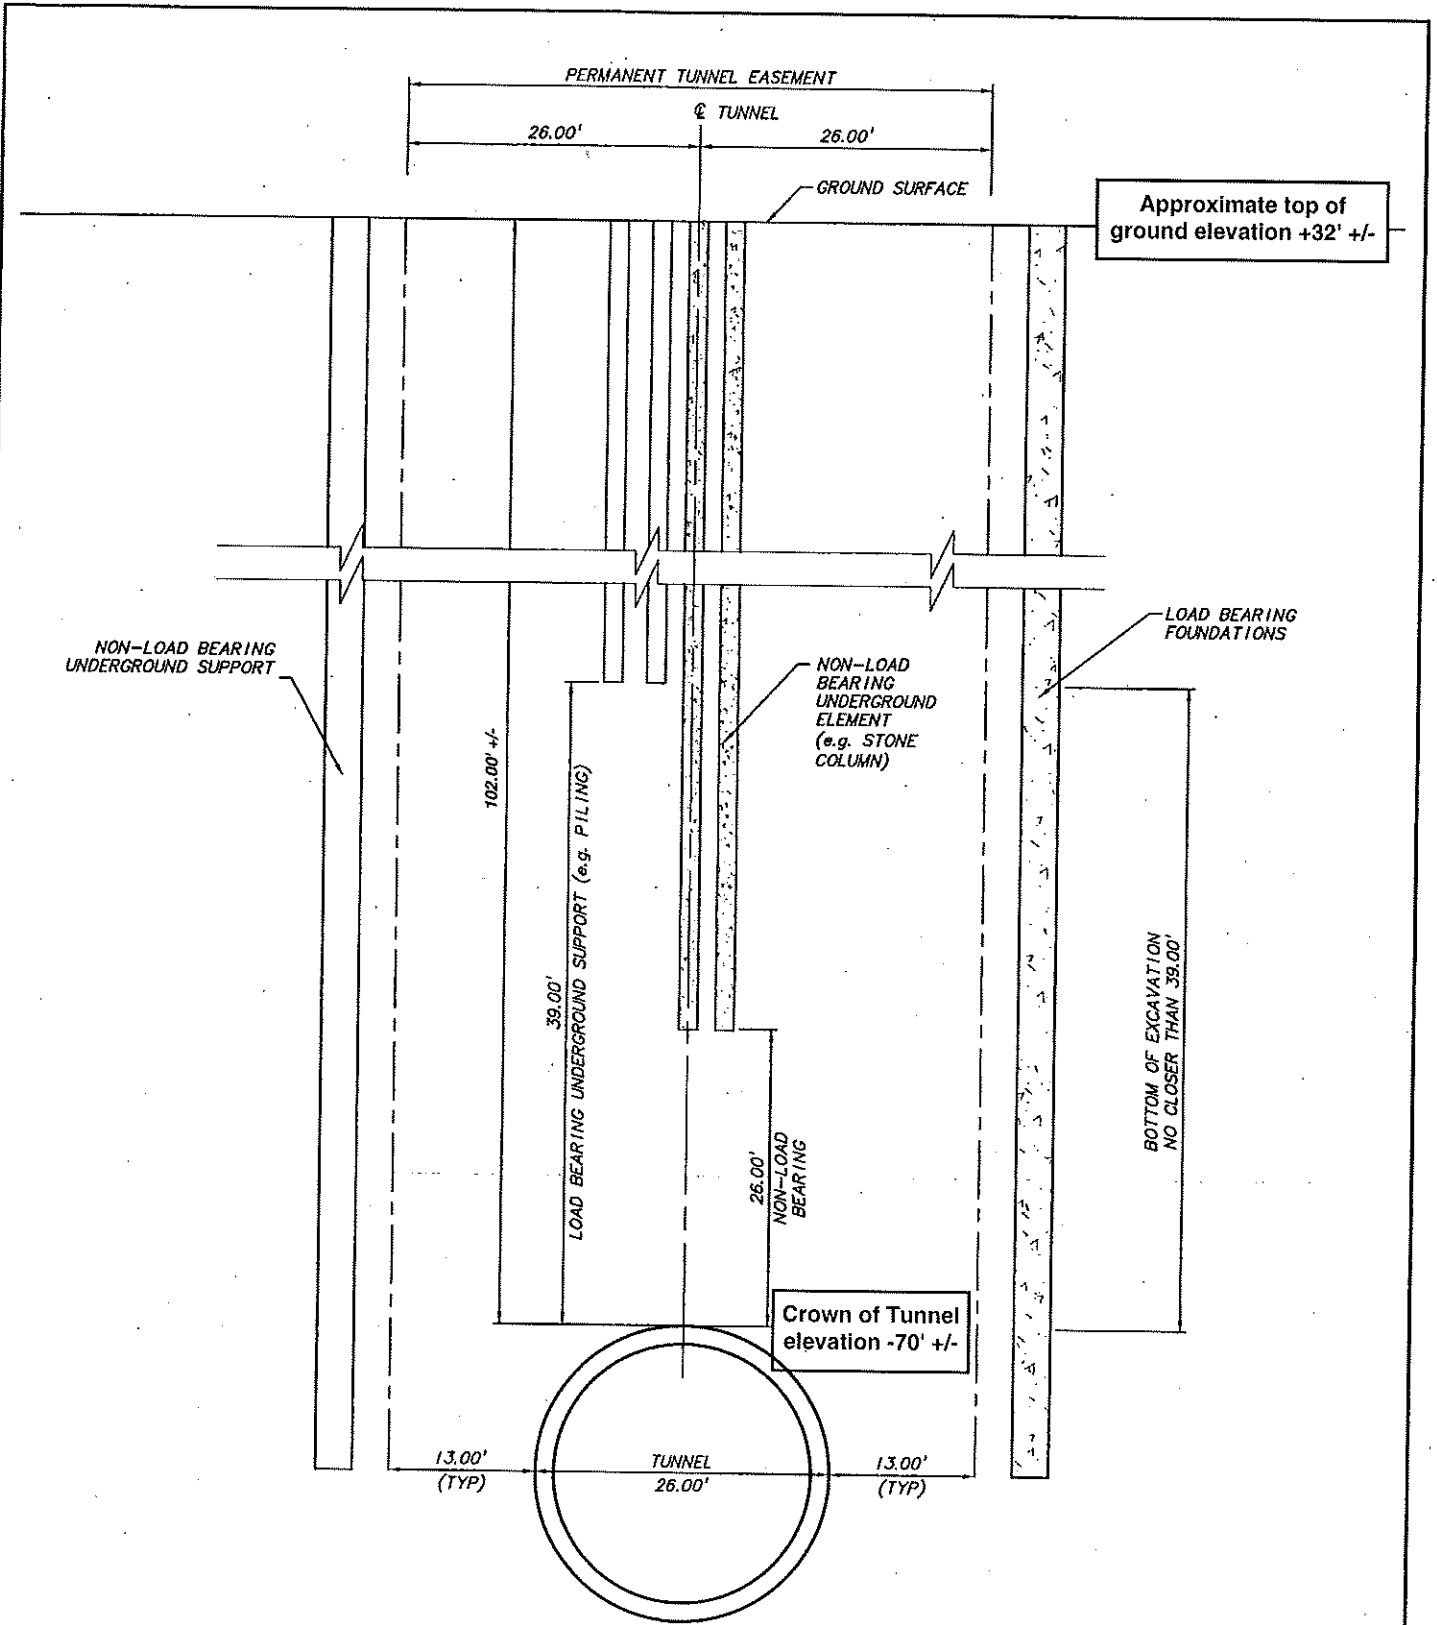 PERMANENT TUNNEL EASEMENT
℄ TUNNEL
26.00'
26.00'
GROUND SURFACE
Approximate top of
ground elevation +32' +/-
NON-LOAD BEARING
UNDERGROUND SUPPORT
LOAD BEARING
FOUNDATIONS
NON-LOAD
BEARING
UNDERGROUND
ELEMENT
(e.g. STONE
COLUMN)
102.00' +/-
39.00'
LOAD BEARING UNDERGROUND SUPPORT (e.g. PILING)
26.00'
NON-LOAD
BEARING
BOTTOM OF EXCAVATION
NO CLOSER THAN 39.00'
Crown of Tunnel
elevation -70' +/-
13.00'
(TYP)
TUNNEL
26.00'
13.00'
(TYP)